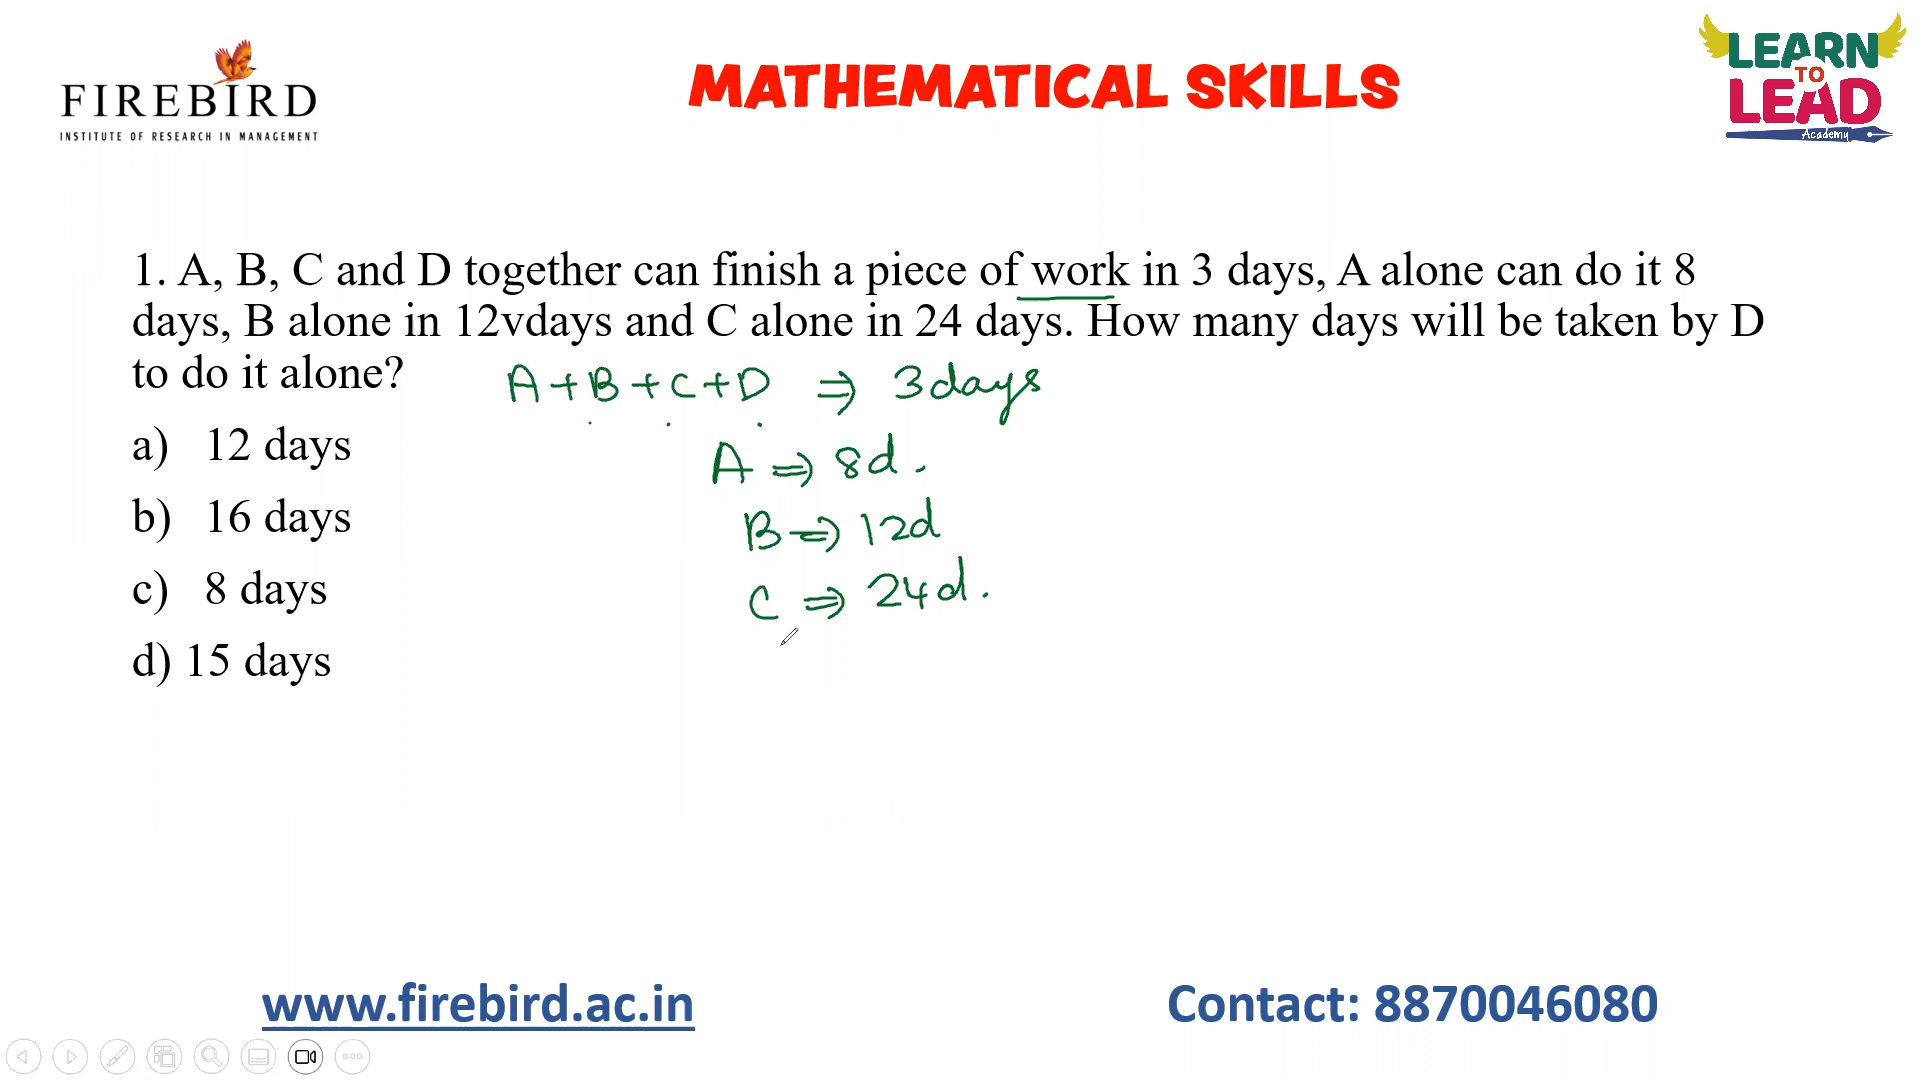 FIREBIRD
INSTITUTE OF RESEARCH IN MANAGEMENT
MATHEMATICAL SKILLS
LEARN
TO
LEAD
Academy
1. A, B, C and D together can finish a piece of work in 3 days, A alone can do it 8
days, B alone in 12vdays and C alone in 24 days. How many days will be taken by D
to do it alone?
A+B+C+D ⇒ 3days
a) 12 days
A ⇒ 8d.
b) 16 days
B ⇒ 12d
c) 8 days
C ⇒ 24d.
d) 15 days
www.firebird.ac.in
Contact: 8870046080